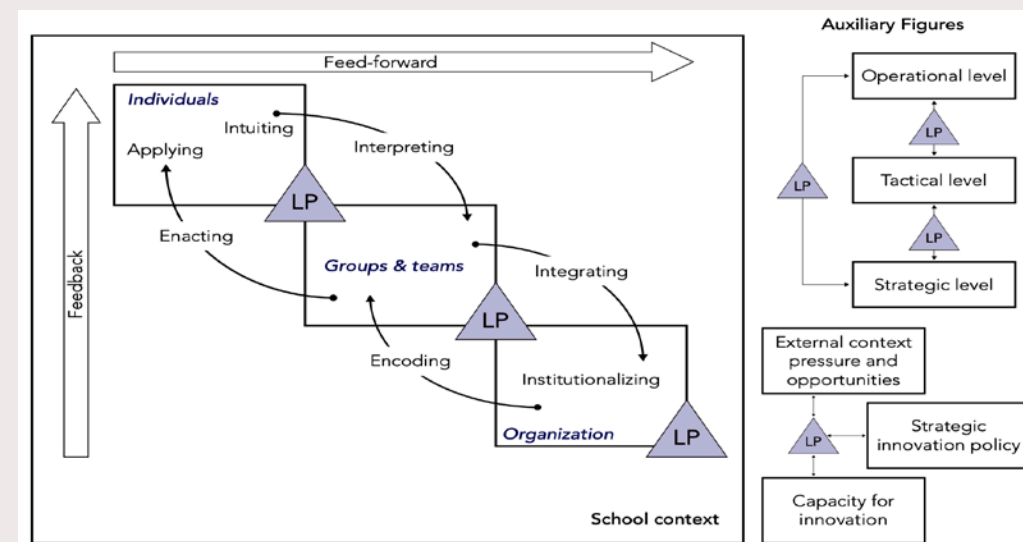 Feed-forward
Feedback
Individuals
Intuiting
Applying
Interpreting
LP
Enacting
Groups & teams
Integrating
LP
Encoding
Institutionalizing
Organization
LP
School context
Auxiliary Figures
Operational level
LP
LP
Tactical level
LP
Strategic level
External context
pressure and
opportunities
LP
Strategic
innovation policy
Capacity for
innovation